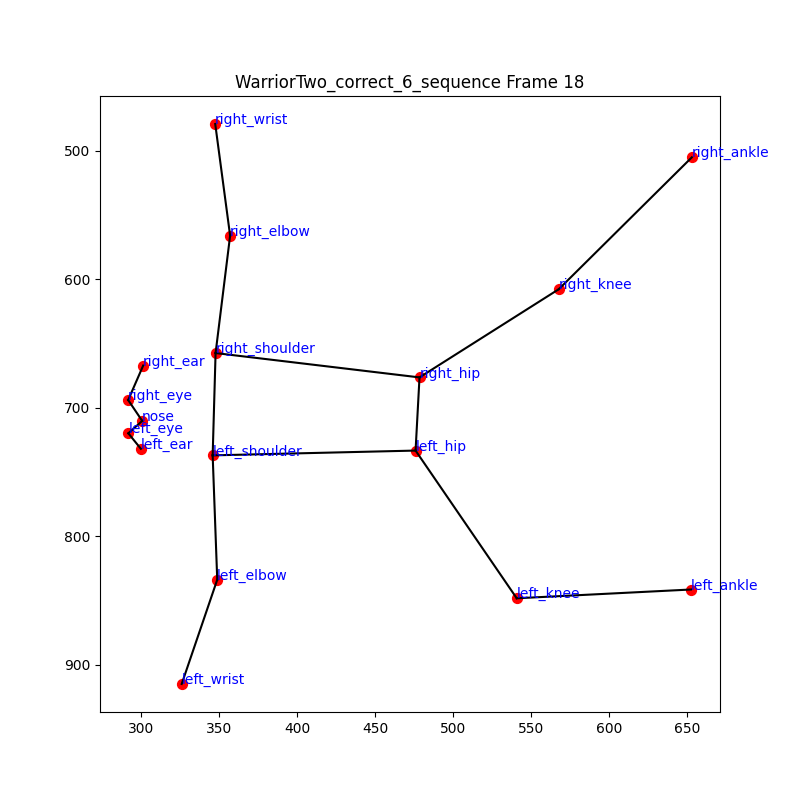 WarriorTwo_correct_6_sequence Frame 18
right_wrist
500
right_ankle
right_elbow
600
right_knee
right_shoulder
right_ear
right_hip
right_eye
700
nose
left_eye
left_ear
left_hip
left_shoulder
800
left_elbow
left_ankle
left_knee
900
left_wrist
300 350 400 450 500 550 600 650